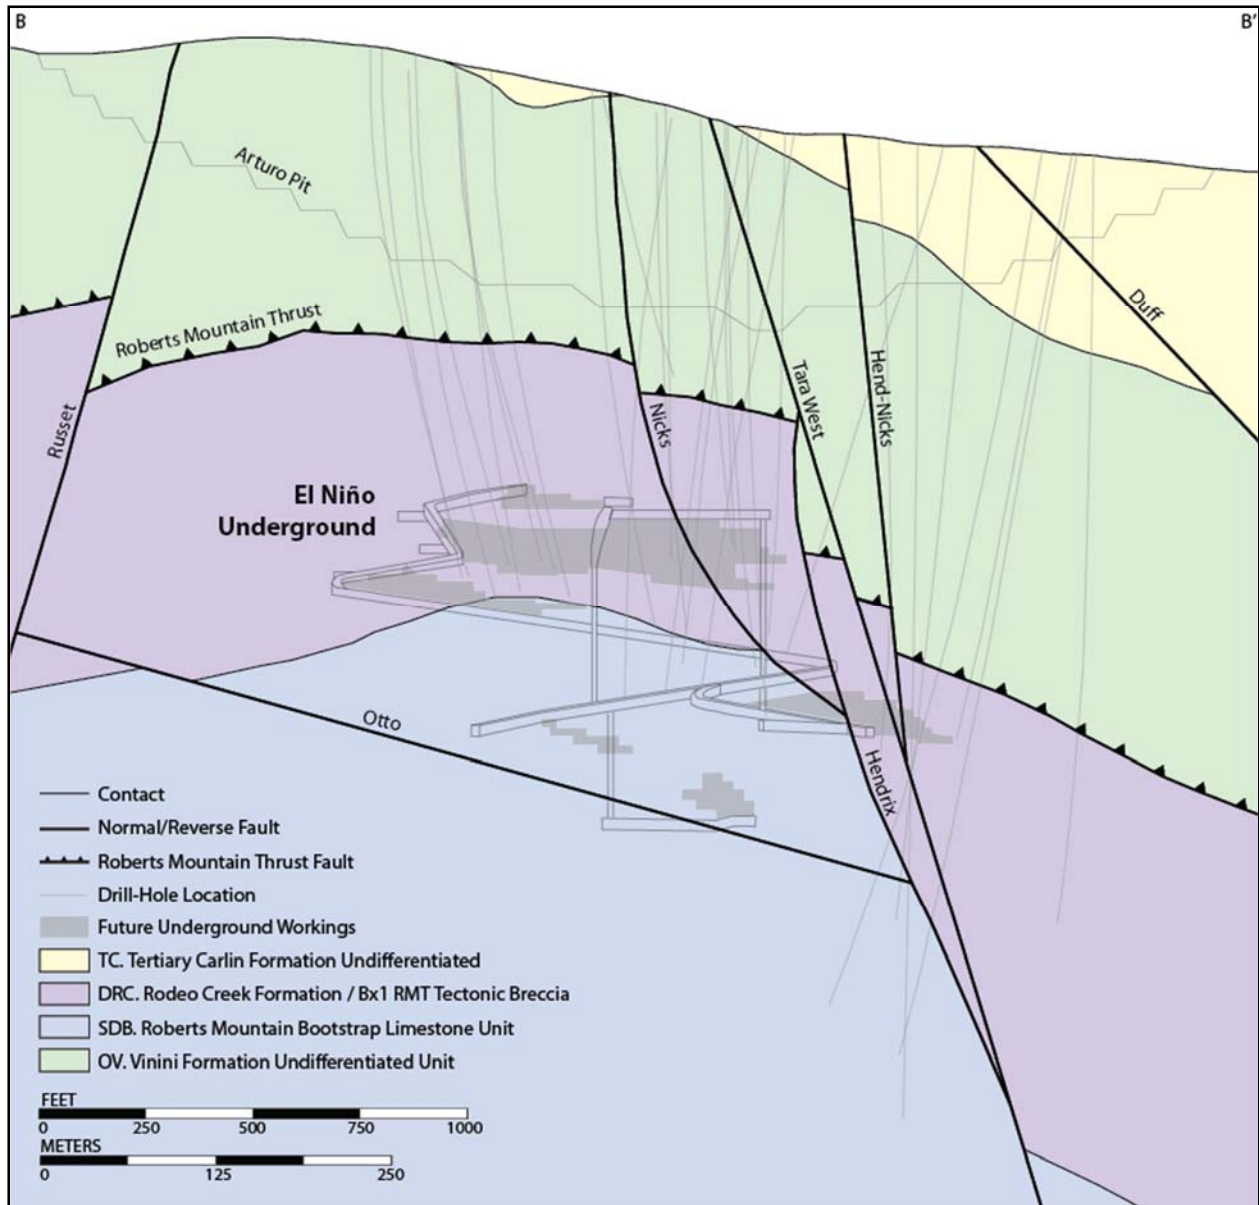 B
B'
Arturo Pit
Roberts Mountain Thrust
Russet
Nicks
Tara West
Hend-Nicks
Duff
El Niño
Underground
Otto
Hendrix
Contact
Normal/Reverse Fault
Roberts Mountain Thrust Fault
Drill-Hole Location
Future Underground Workings
TC. Tertiary Carlin Formation Undifferentiated
DRC. Rodeo Creek Formation / Bx1 RMT Tectonic Breccia
SDB. Roberts Mountain Bootstrap Limestone Unit
OV. Vinini Formation Undifferentiated Unit
FEET
0 250 500 750 1000
METERS
0 125 250